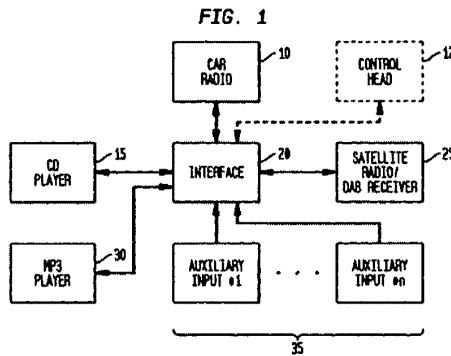 FIG. 1
CAR
RADIO
10
CONTROL
HEAD
12
CD
PLAYER
15
INTERFACE
20
SATELLITE
RADIO/
DAB RECEIVER
25
MP3
PLAYER
30
AUXILIARY
INPUT #1
. . . .
AUXILIARY
INPUT #n
35